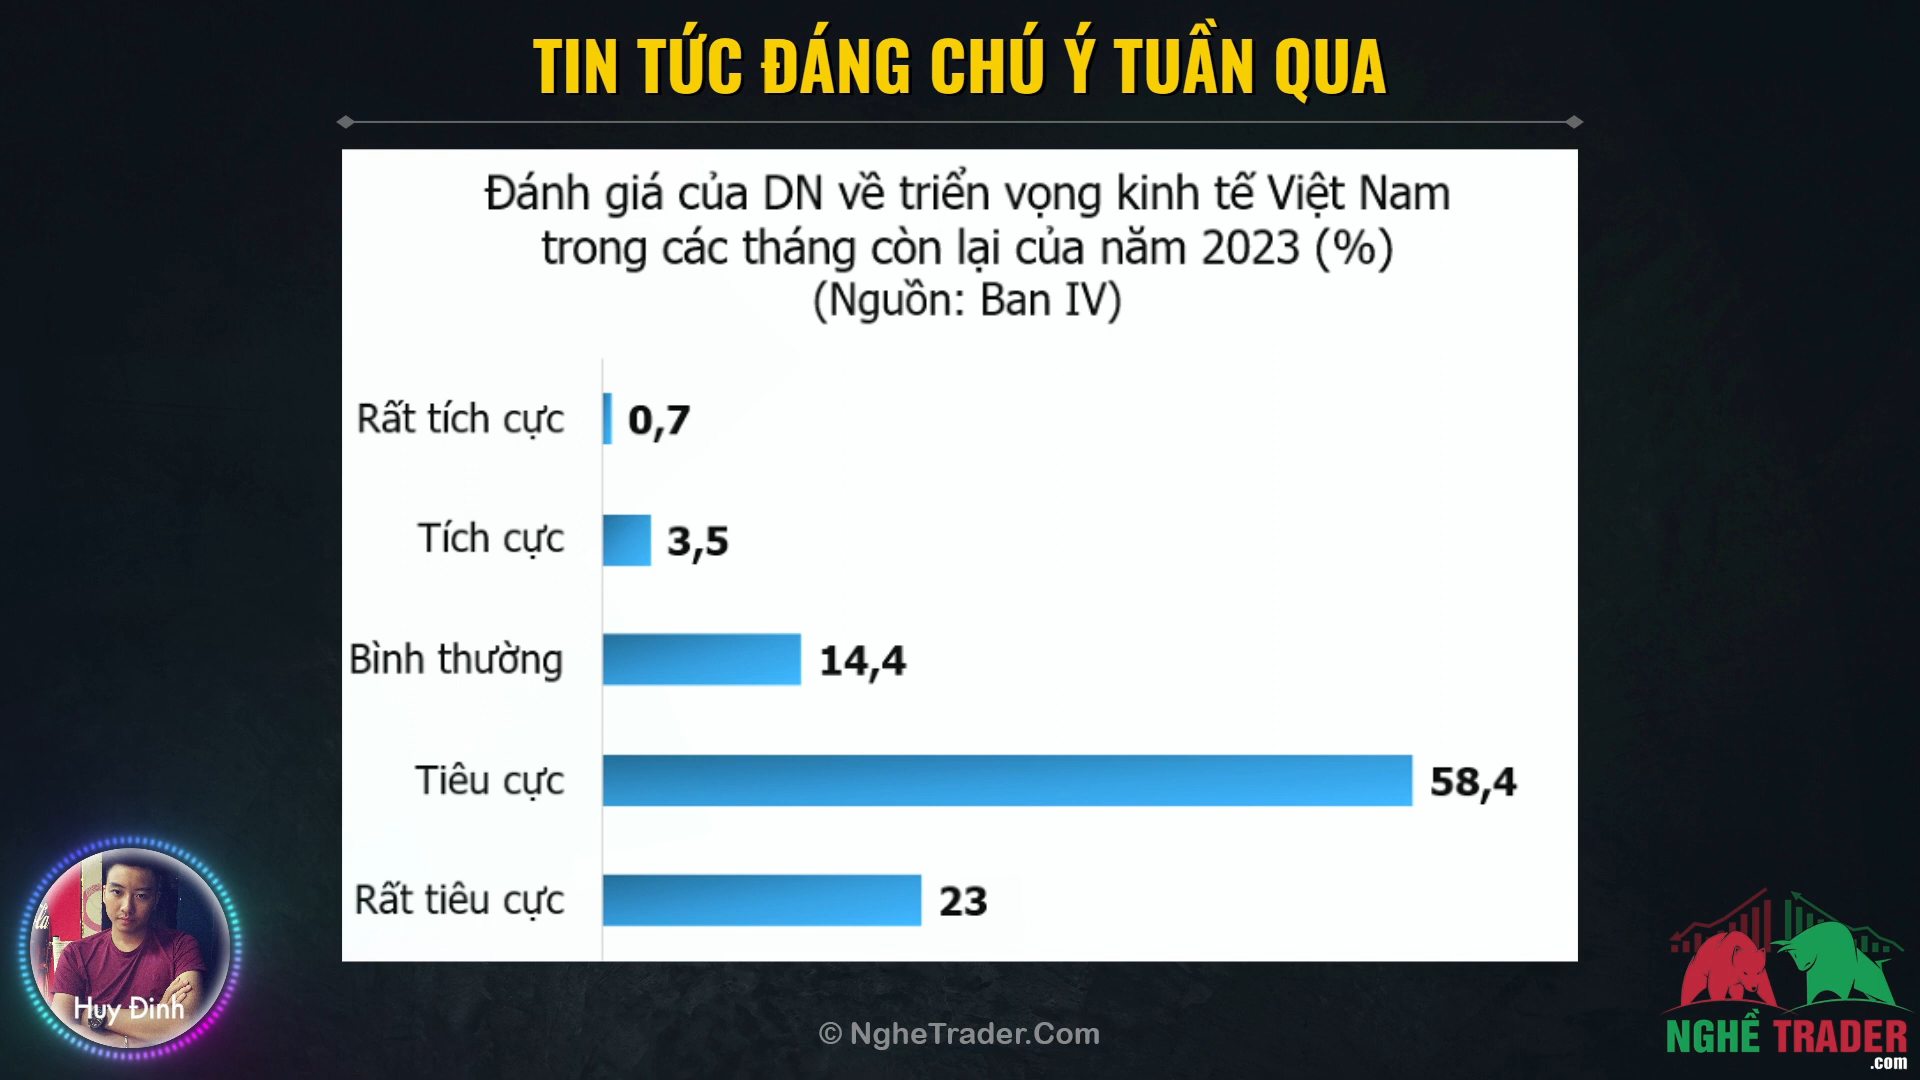 TIN TỨC ĐÁNG CHÚ Ý TUẦN QUA
Đánh giá của DN về triển vọng kinh tế Việt Nam
trong các tháng còn lại của năm 2023 (%)
(Nguồn: Ban IV)
Rất tích cực 0,7
Tích cực 3,5
Bình thường 14,4
Tiêu cực 58,4
Rất tiêu cực 23
Huy Đinh
© NgheTrader.Com
NGHỀ TRADER
.com